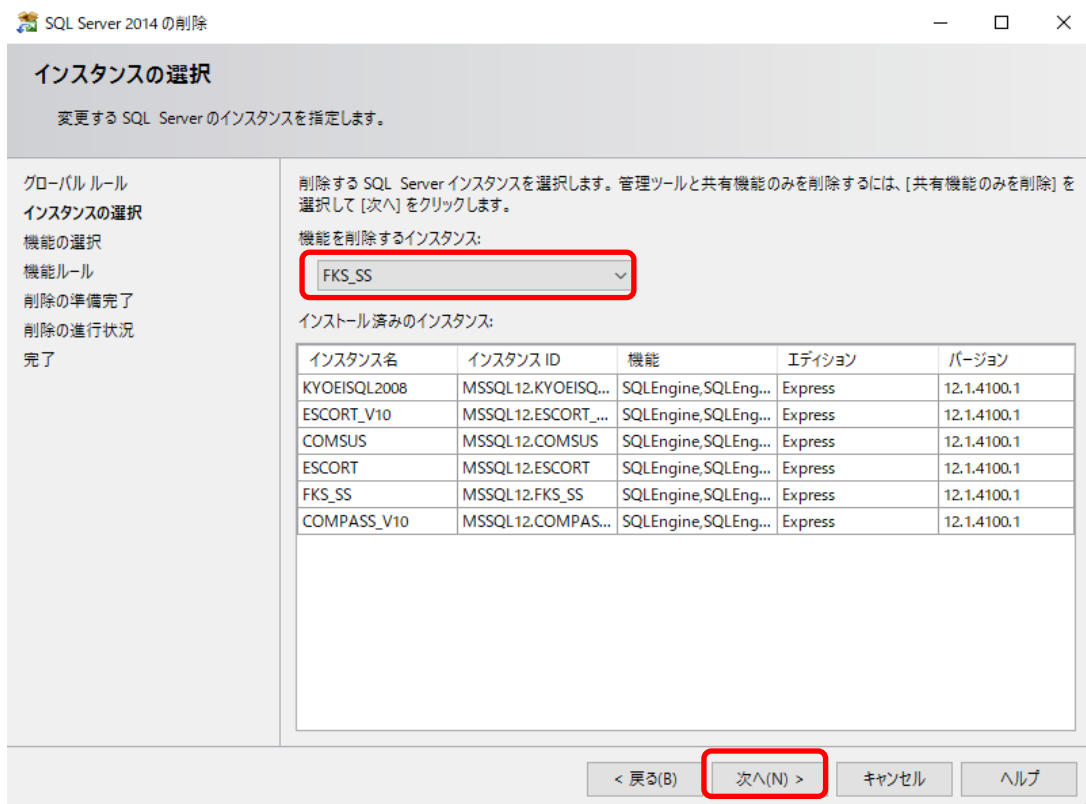 SQL Server 2014 の削除
インスタンスの選択
変更する SQL Server のインスタンスを指定します。
グローバル ルール
インスタンスの選択
機能の選択
機能ルール
削除の準備完了
削除の進行状況
完了
削除する SQL Server インスタンスを選択します。管理ツールと共有機能のみを削除するには、[共有機能のみを削除] を
選択して [次へ] をクリックします。
機能を削除するインスタンス:
FKS_SS
インストール済みのインスタンス:
インスタンス名 インスタンス ID 機能 エディション バージョン
KYOEISQL2008 MSSQL12.KYOEISQ... SQLEngine,SQLEng... Express 12.1.4100.1
ESCORT_V10 MSSQL12.ESCORT_... SQLEngine,SQLEng... Express 12.1.4100.1
COMSUS MSSQL12.COMSUS SQLEngine,SQLEng... Express 12.1.4100.1
ESCORT MSSQL12.ESCORT SQLEngine,SQLEng... Express 12.1.4100.1
FKS_SS MSSQL12.FKS_SS SQLEngine,SQLEng... Express 12.1.4100.1
COMPASS_V10 MSSQL12.COMPAS... SQLEngine,SQLEng... Express 12.1.4100.1
< 戻る(B) 次へ(N) > キャンセル ヘルプ